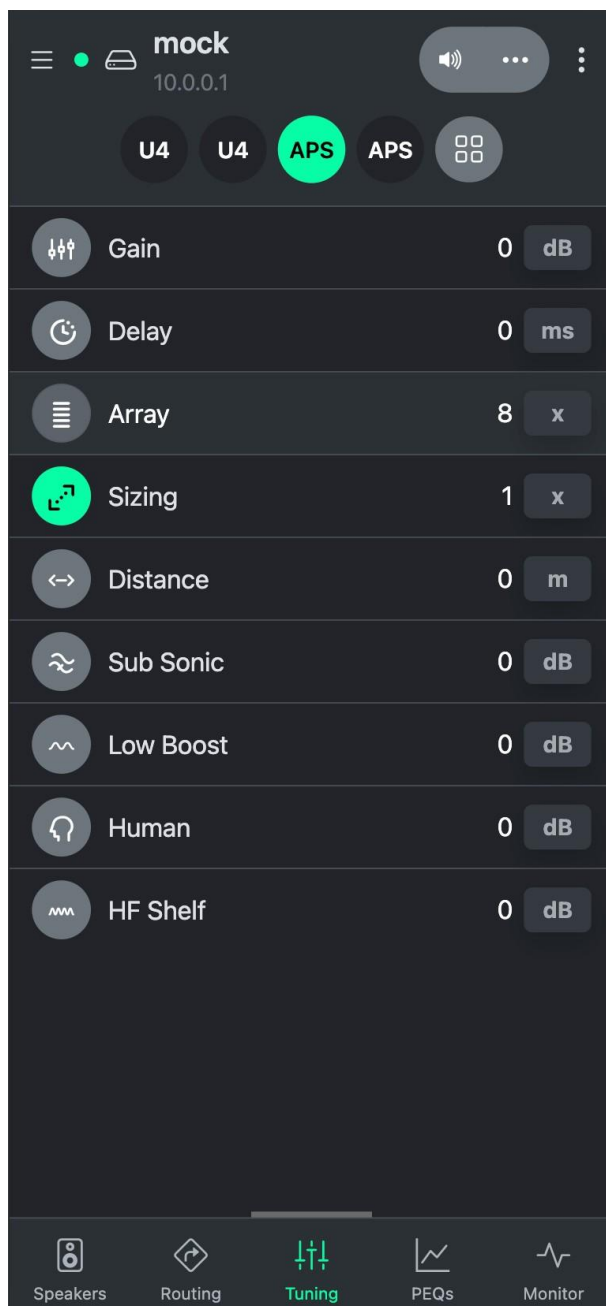 mock
10.0.0.1
U4 U4 APS APS
Gain 0 dB
Delay 0 ms
Array 8 x
Sizing 1 x
Distance 0 m
Sub Sonic 0 dB
Low Boost 0 dB
Human 0 dB
HF Shelf 0 dB
Speakers Routing Tuning PEQs Monitor